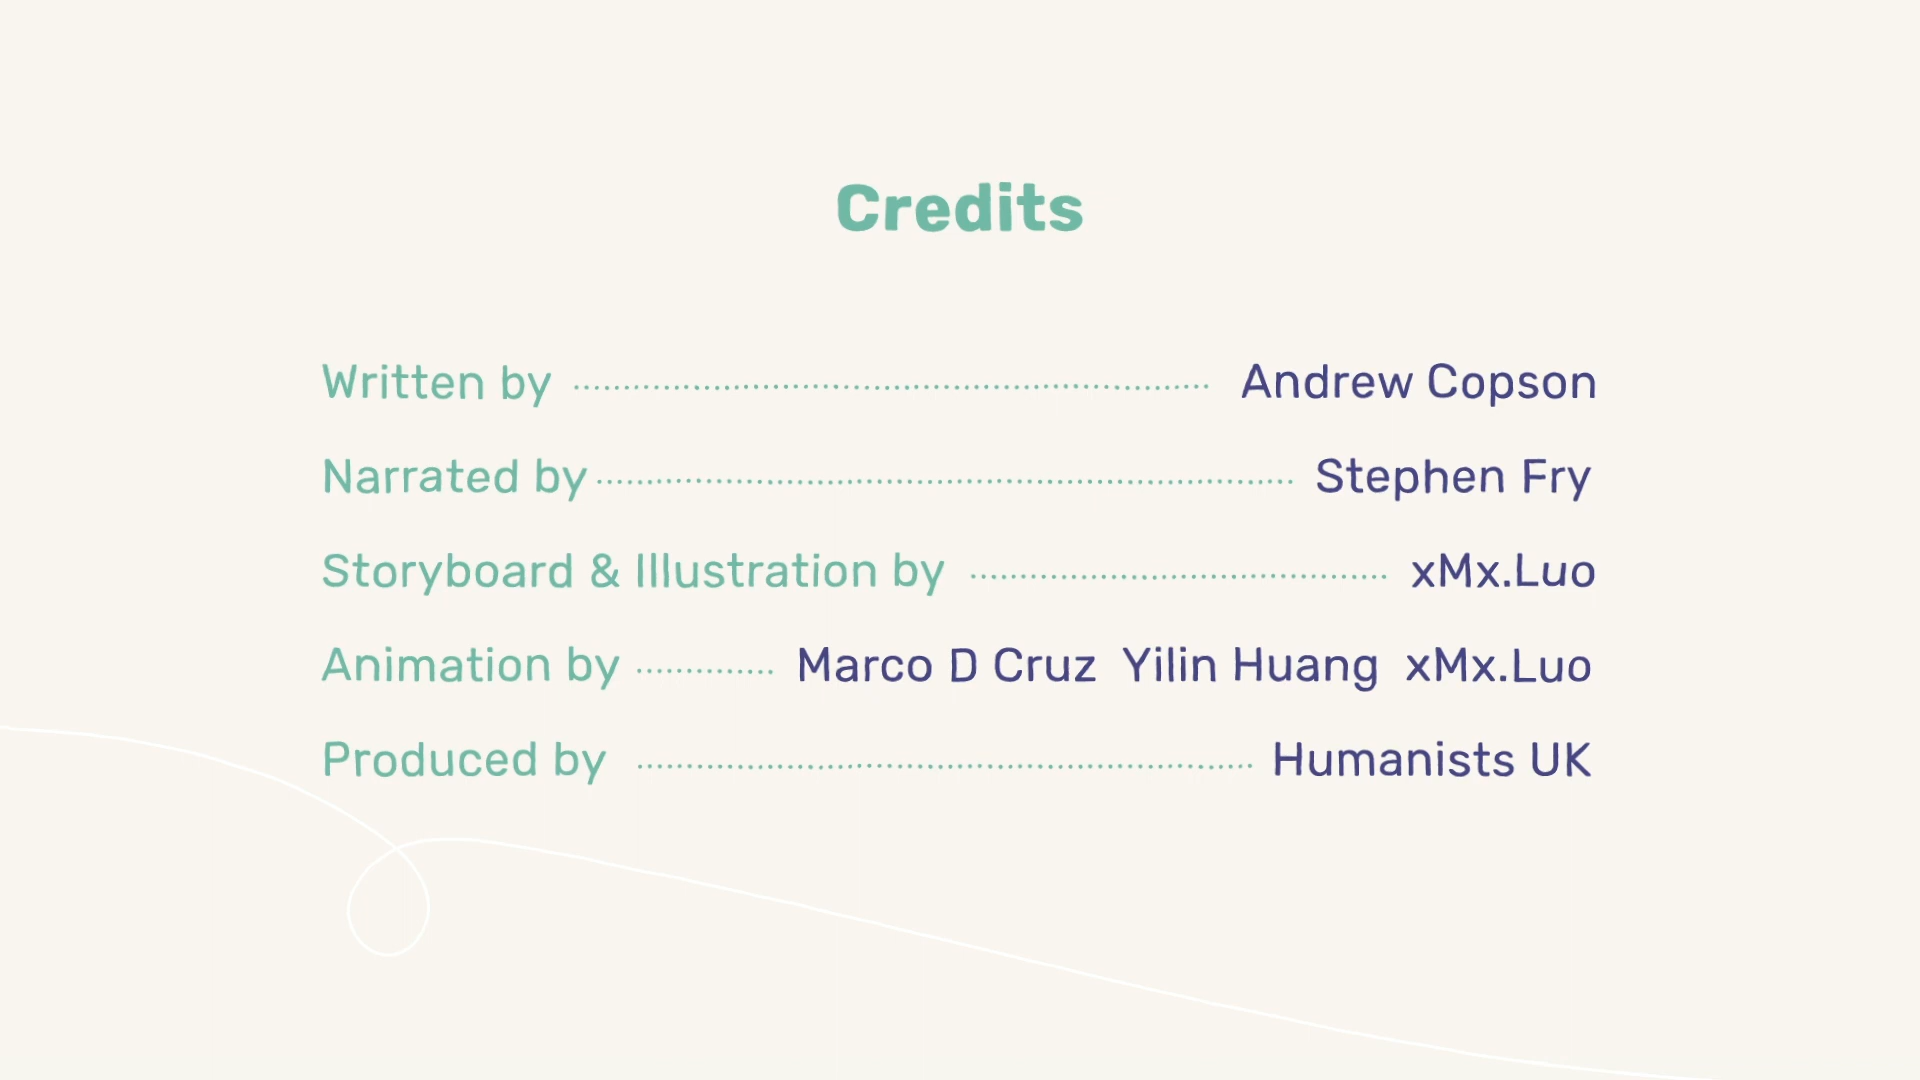 Credits
Written by Andrew Copson
Narrated by Stephen Fry
Storyboard & Illustration by xMx.Luo
Animation by Marco D Cruz Yilin Huang xMx.Luo
Produced by Humanists UK